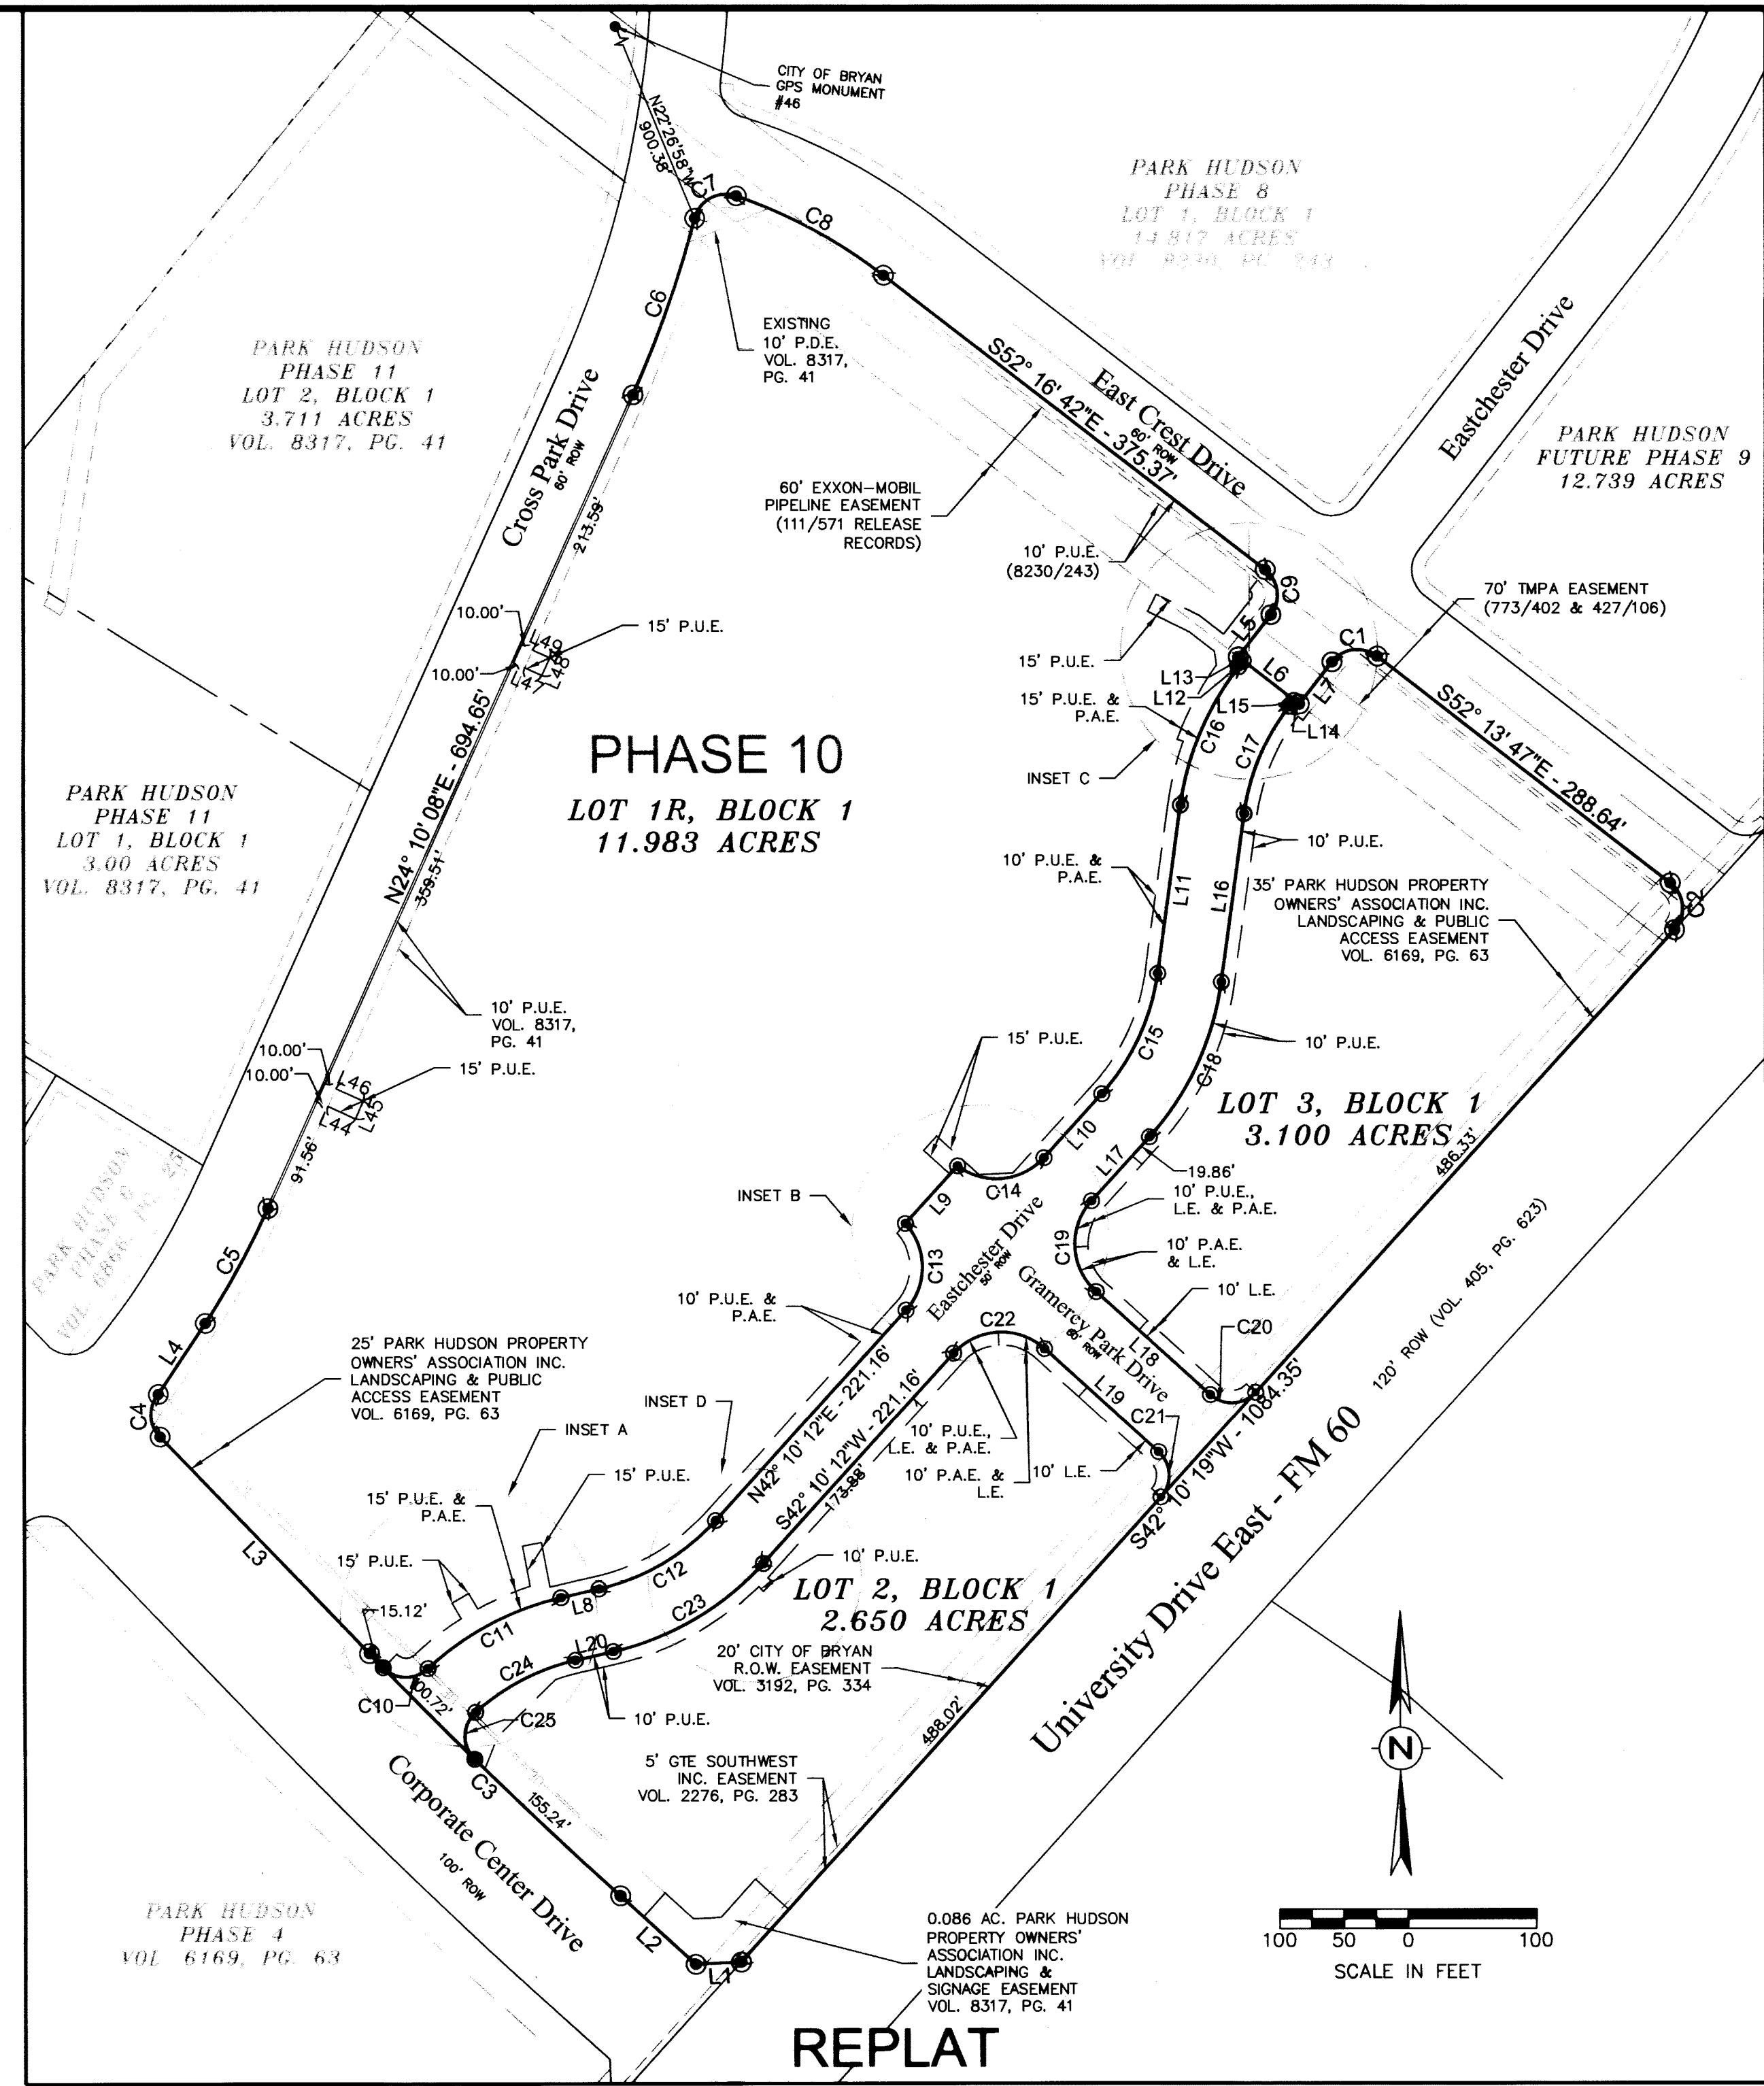 CITY OF BRYAN
GPS MONUMENT
#46
N22°26'58"W
900.38'
C7
C8
C6
PARK HUDSON
PHASE 8
LOT 1, BLOCK 1
14.817 ACRES
VOL. 8230, PG. 243
EXISTING
10' P.D.E.
VOL. 8317,
PG. 41
PARK HUDSON
PHASE 11
LOT 2, BLOCK 1
3.711 ACRES
VOL. 8317, PG. 41
Cross Park Drive
60' ROW
S52° 16' 42"E - 375.37'
East Crest Drive
60' ROW
Eastchester Drive
PARK HUDSON
FUTURE PHASE 9
12.739 ACRES
60' EXXON-MOBIL
PIPELINE EASEMENT
(111/571 RELEASE
RECORDS)
10' P.U.E.
(8230/243)
70' TMPA EASEMENT
(773/402 & 427/106)
213.59'
C9
L5
C1
10.00'
L49
15' P.U.E.
L48
10.00'
L47
15' P.U.E.
L13
L6
L7
L12
L15
L14
15' P.U.E. &
P.A.E.
C16
C17
S52° 13' 47"E - 288.64'
INSET C
PHASE 10
LOT 1R, BLOCK 1
11.983 ACRES
PARK HUDSON
PHASE 11
LOT 1, BLOCK 1
3.00 ACRES
VOL. 8317, PG. 41
N24° 10' 08"E - 694.65'
359.51'
10' P.U.E. &
P.A.E.
L11
L16
10' P.U.E.
35' PARK HUDSON PROPERTY
OWNERS' ASSOCIATION INC.
LANDSCAPING & PUBLIC
ACCESS EASEMENT
VOL. 6169, PG. 63
C2
10' P.U.E.
VOL. 8317,
PG. 41
15' P.U.E.
10.00'
L46
10.00'
L45
L44
15' P.U.E.
C15
C18
10' P.U.E.
LOT 3, BLOCK 1
3.100 ACRES
486.33'
91.56'
PARK HUDSON
PHASE 6
VOL. 6866, PG. 25
L10
L17
19.86'
10' P.U.E.,
L.E. & P.A.E.
INSET B
L9
C14
C13
C19
10' P.A.E.
& L.E.
10' L.E.
Eastchester Drive
50' ROW
Gramercy Park Drive
60' ROW
L18
C20
120' ROW (VOL. 405, PG. 623)
C5
L4
C4
10' P.U.E. &
P.A.E.
C22
L19
C21
25' PARK HUDSON PROPERTY
OWNERS' ASSOCIATION INC.
LANDSCAPING & PUBLIC
ACCESS EASEMENT
VOL. 6169, PG. 63
INSET D
INSET A
N42° 10' 12"E - 221.16'
S42° 10' 12"W - 221.16'
173.88'
10' P.U.E.,
L.E. & P.A.E.
10' P.A.E. &
L.E.
10' L.E.
S42° 10' 19"W - 1084.35'
University Drive East - FM 60
15' P.U.E.
15' P.U.E. &
P.A.E.
15' P.U.E.
L3
15.12'
C11
L8
C12
C23
10' P.U.E.
LOT 2, BLOCK 1
2.650 ACRES
C24
L20
20' CITY OF BRYAN
R.O.W. EASEMENT
VOL. 3192, PG. 334
C10
C25
10' P.U.E.
C3
155.24'
488.02'
5' GTE SOUTHWEST
INC. EASEMENT
VOL. 2276, PG. 283
Corporate Center Drive
100' ROW
L2
L1
PARK HUDSON
PHASE 4
VOL 6169, PG. 63
0.086 AC. PARK HUDSON
PROPERTY OWNERS'
ASSOCIATION INC.
LANDSCAPING &
SIGNAGE EASEMENT
VOL. 8317, PG. 41
N
100 50 0 100
SCALE IN FEET
REPLAT